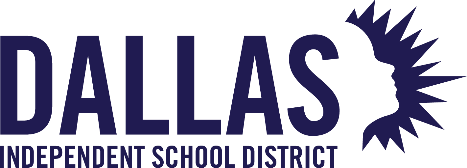 DALLAS
INDEPENDENT SCHOOL DISTRICT